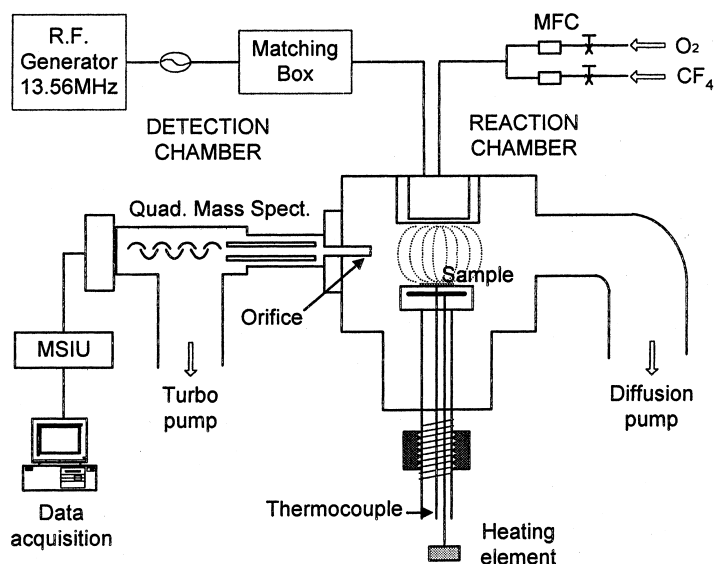 R.F.
Generator
13.56MHz
Matching
Box
MFC
O₂
CF₄
DETECTION
CHAMBER
REACTION
CHAMBER
Quad. Mass Spect.
Sample
Orifice
MSIU
Turbo
pump
Diffusion
pump
Data
acquisition
Thermocouple
Heating
element